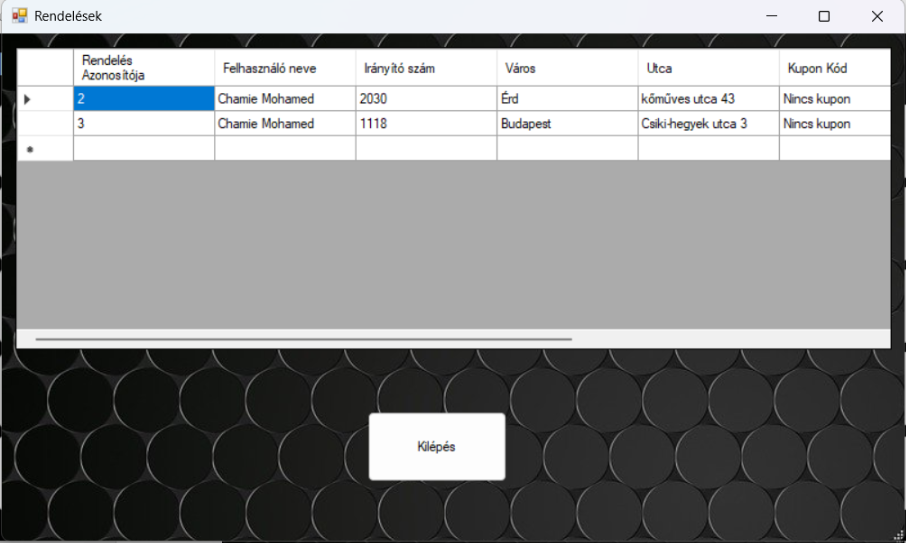 Rendelések
Rendelés Azonosítója Felhasználó neve Irányító szám Város Utca Kupon Kód
2 Chamie Mohamed 2030 Érd kőműves utca 43 Nincs kupon
3 Chamie Mohamed 1118 Budapest Csiki-hegyek utca 3 Nincs kupon
Kilépés